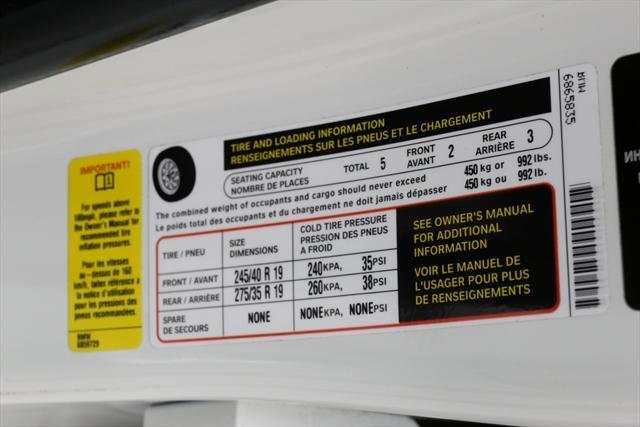 IMPORTANT!
For speeds above
100mph, please refer to
the Owner's Manual for
recommended tire
inflation pressures.
Pour les vitesses
au-dessus de 160
km/h, faites référence à
la notice d'utilisation
pour les pressions des
pneus recommandées.
BMW
6859729
TIRE AND LOADING INFORMATION
RENSEIGNEMENTS SUR LES PNEUS ET LE CHARGEMENT
SEATING CAPACITY
NOMBRE DE PLACES
TOTAL 5
FRONT
AVANT 2
REAR
ARRIÈRE 3
The combined weight of occupants and cargo should never exceed 450 kg or 992 lbs.
Le poids total des occupants et du chargement ne doit jamais dépasser 450 kg ou 992 lb.
TIRE / PNEU
SIZE
DIMENSIONS
COLD TIRE PRESSURE
PRESSION DES PNEUS
A FROID
FRONT / AVANT 245/40 R 19 240KPA, 35PSI
REAR / ARRIÈRE 275/35 R 19 260KPA, 38PSI
SPARE
DE SECOURS NONE NONEKPA, NONEPSI
SEE OWNER'S MANUAL
FOR ADDITIONAL
INFORMATION
VOIR LE MANUEL DE
L'USAGER POUR PLUS
DE RENSEIGNEMENTS
6865835